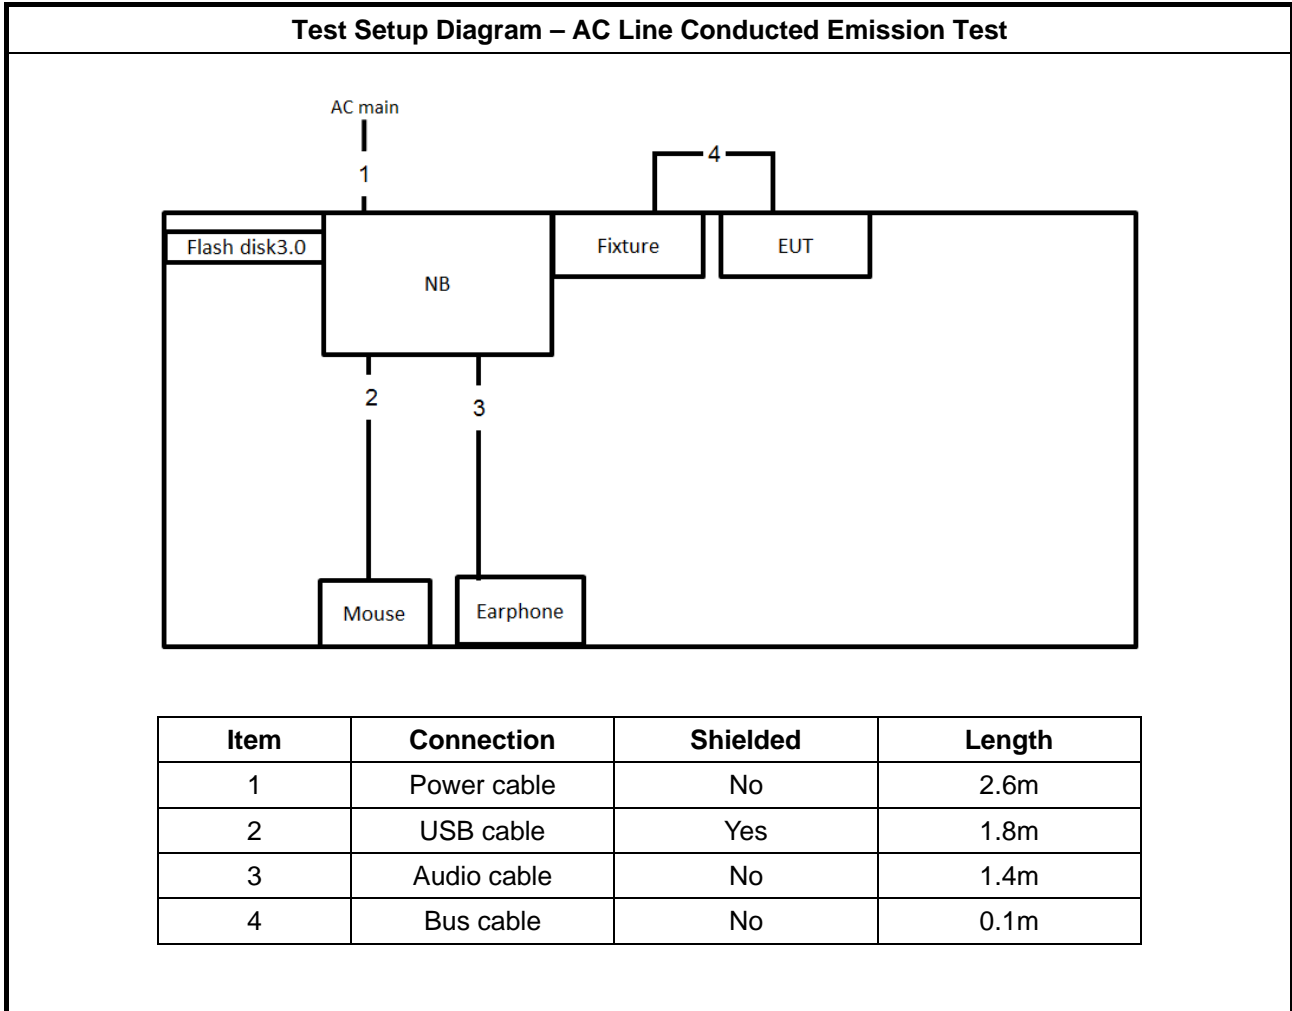 Test Setup Diagram – AC Line Conducted Emission Test
AC main
1
4
Flash disk3.0
NB
Fixture
EUT
2
3
Mouse
Earphone
Item Connection Shielded Length
1 Power cable No 2.6m
2 USB cable Yes 1.8m
3 Audio cable No 1.4m
4 Bus cable No 0.1m